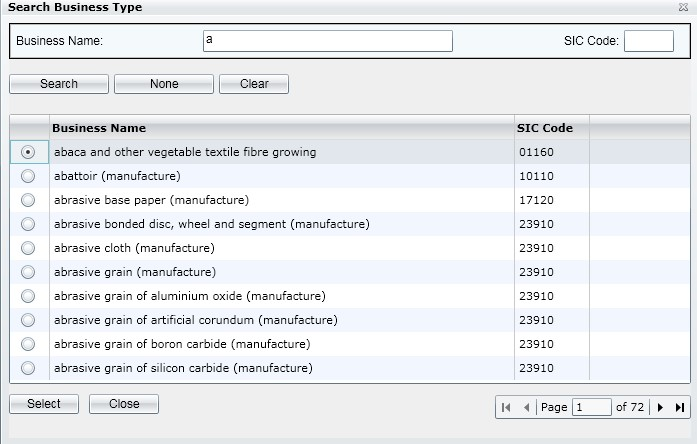 Search Business Type
Business Name: a SIC Code:
Search None Clear
Business Name SIC Code
abaca and other vegetable textile fibre growing 01160
abattoir (manufacture) 10110
abrasive base paper (manufacture) 17120
abrasive bonded disc, wheel and segment (manufacture) 23910
abrasive cloth (manufacture) 23910
abrasive grain (manufacture) 23910
abrasive grain of aluminium oxide (manufacture) 23910
abrasive grain of artificial corundum (manufacture) 23910
abrasive grain of boron carbide (manufacture) 23910
abrasive grain of silicon carbide (manufacture) 23910
Select Close Page 1 of 72